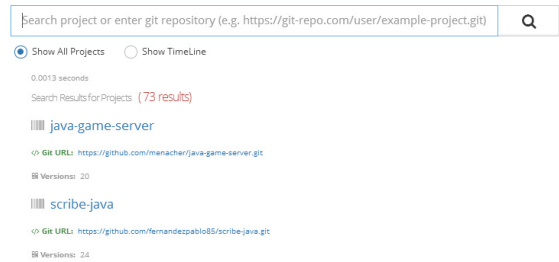 Search project or enter git repository (e.g. https://git-repo.com/user/example-project.git)
Show All Projects Show TimeLine
0.0013 seconds
Search Results for Projects ( 73 results)
java-game-server
</> Git URL: https://github.com/menacher/java-game-server.git
Versions: 20
scribe-java
</> Git URL: https://github.com/fernandezpablo85/scribe-java.git
Versions: 24